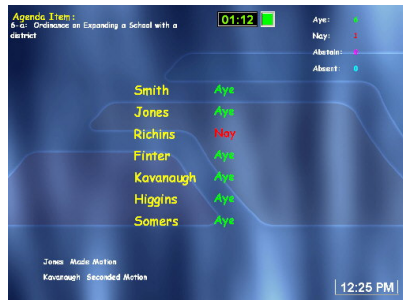 Agenda Item:
6-a: Ordinance on Expanding a School with a
district
01:12
Aye: 6
Nay: 1
Abstain: 0
Absent: 0
Smith Aye
Jones Aye
Richins Nay
Finter Aye
Kavanaugh Aye
Higgins Aye
Somers Aye
Jones Made Motion
Kavanaugh Seconded Motion
12:25 PM